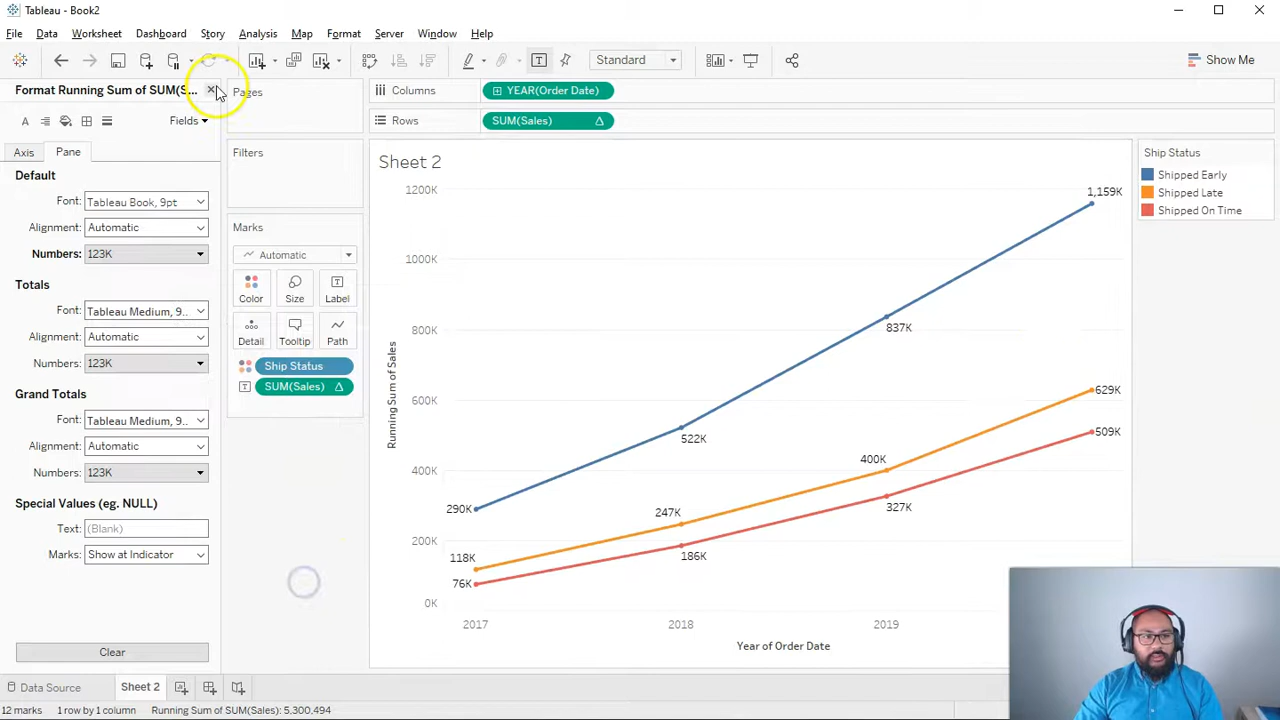 Tableau - Book2
File Data Worksheet Dashboard Story Analysis Map Format Server Window Help
Standard
Show Me
Format Running Sum of SUM(S...
Fields
Axis Pane
Default
Font: Tableau Book, 9pt
Alignment: Automatic
Numbers: 123K
Totals
Font: Tableau Medium, 9..
Alignment: Automatic
Numbers: 123K
Grand Totals
Font: Tableau Medium, 9..
Alignment: Automatic
Numbers: 123K
Special Values (eg. NULL)
Text: (Blank)
Marks: Show at Indicator
Clear
Pages
Filters
Marks
Automatic
Color Size Label
Detail Tooltip Path
Ship Status
SUM(Sales)
Columns YEAR(Order Date)
Rows SUM(Sales)
Sheet 2
Running Sum of Sales
1200K
1000K
800K
600K
400K
200K
0K
1,159K
837K
522K
290K
629K
400K
247K
118K
509K
327K
186K
76K
2017 2018 2019
Year of Order Date
Ship Status
Shipped Early
Shipped Late
Shipped On Time
Data Source Sheet 2
12 marks 1 row by 1 column Running Sum of SUM(Sales): 5,300,494